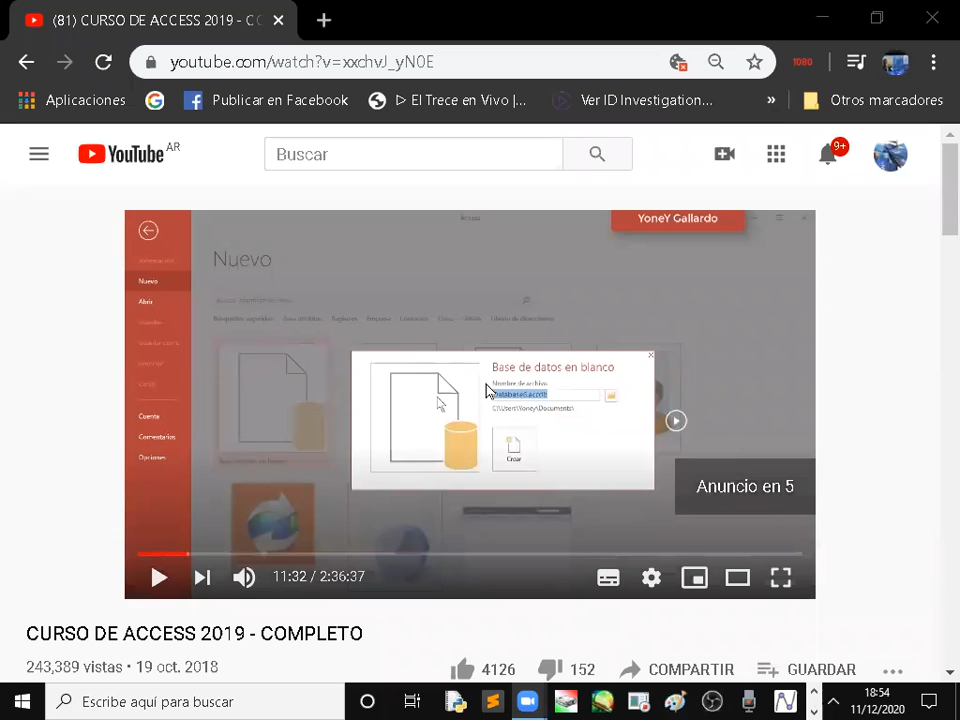 (81) CURSO DE ACCESS 2019 - CO
youtube.com/watch?v=xxchvJ_yN0E
1080
Aplicaciones
Publicar en Facebook
ᐅ El Trece en Vivo |...
Ver ID Investigation...
»
Otros marcadores
YouTube AR
Buscar
9+
YoneY Gallardo
Nuevo
Nuevo
Abrir
Cuenta
Comentarios
Opciones
Base de datos en blanco
Nombre de archivo
Database6.accdb
C:\Users\Yoney\Documents\
Crear
Anuncio en 5
11:32 / 2:36:37
CURSO DE ACCESS 2019 - COMPLETO
243,389 vistas • 19 oct. 2018
4126
152
COMPARTIR
GUARDAR
Escribe aquí para buscar
18:54
11/12/2020